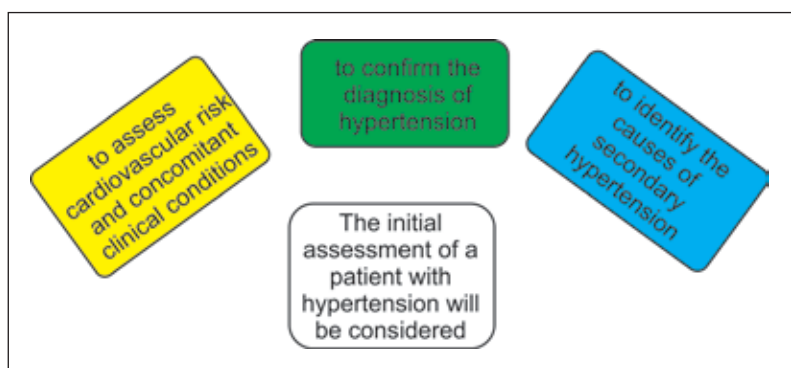 to assess
cardiovascular risk
and concomitant
clinical conditions
to confirm the
diagnosis of
hypertension
to identify the
causes of
secondary
hypertension
The initial
assessment of a
patient with
hypertension will
be considered